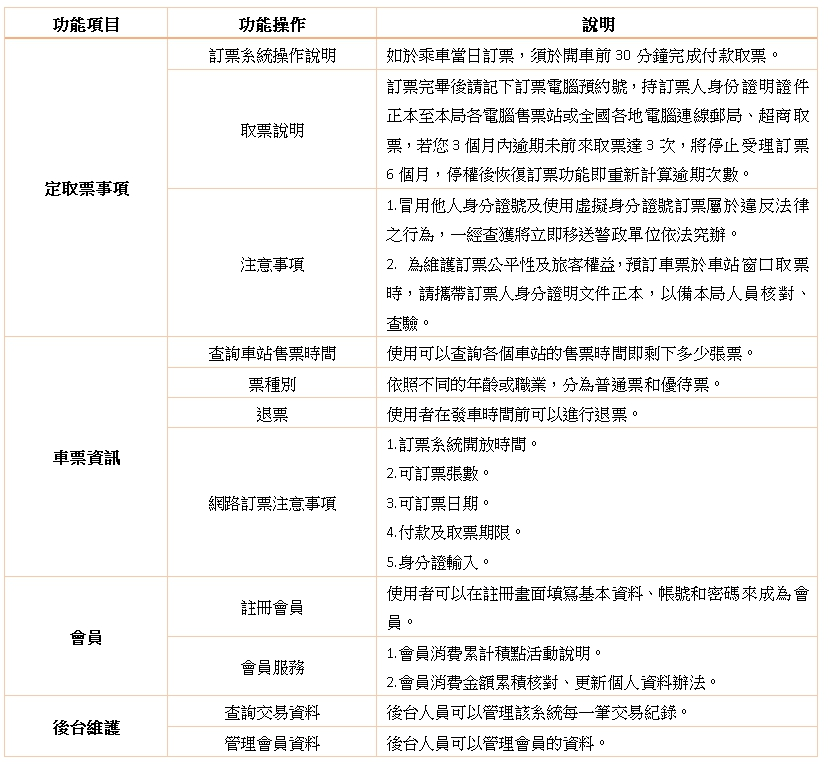 功能項目 功能操作 說明
定取票事項
訂票系統操作說明 如於乘車當日訂票，須於開車前 30 分鐘完成付款取票。
取票說明
訂票完畢後請記下訂票電腦預約號，持訂票人身份證明證件
正本至本局各電腦售票站或全國各地電腦連線郵局、超商取
票，若您 3 個月內逾期未前來取票達 3 次，將停止受理訂票
6 個月，停權後恢復訂票功能即重新計算逾期次數。
注意事項
1.冒用他人身分證號及使用虛擬身分證號訂票屬於違反法律
之行為，一經查獲將立即移送警政單位依法究辦。
2. 為維護訂票公平性及旅客權益，預訂車票於車站窗口取票
時，請攜帶訂票人身分證明文件正本，以備本局人員核對、
查驗。
車票資訊
查詢車站售票時間 使用可以查詢各個車站的售票時間即剩下多少張票。
票種別 依照不同的年齡或職業，分為普通票和優待票。
退票 使用者在發車時間前可以進行退票。
網路訂票注意事項
1.訂票系統開放時間。
2.可訂票張數。
3.可訂票日期。
4.付款及取票期限。
5.身分證輸入。
會員
註冊會員
使用者可以在註冊畫面填寫基本資料、帳號和密碼來成為會
員。
會員服務
1.會員消費累計積點活動說明。
2.會員消費金額累積核對、更新個人資料辦法。
後台維護
查詢交易資料 後台人員可以管理該系統每一筆交易紀錄。
管理會員資料 後台人員可以管理會員的資料。